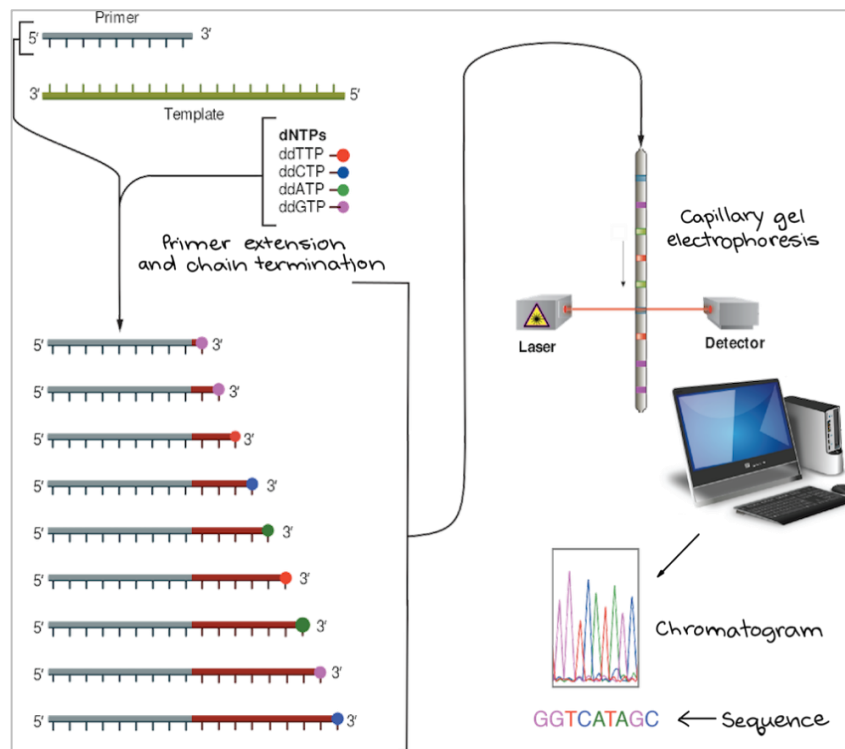 Primer
5' 3'
3' 5'
Template
dNTPs
ddTTP
ddCTP
ddATP
ddGTP
Primer extension
and chain termination
5' 3'
5' 3'
5' 3'
5' 3'
5' 3'
5' 3'
5' 3'
5' 3'
5' 3'
Capillary gel
electrophoresis
Laser
Detector
Chromatogram
GGTCATAGC ← Sequence